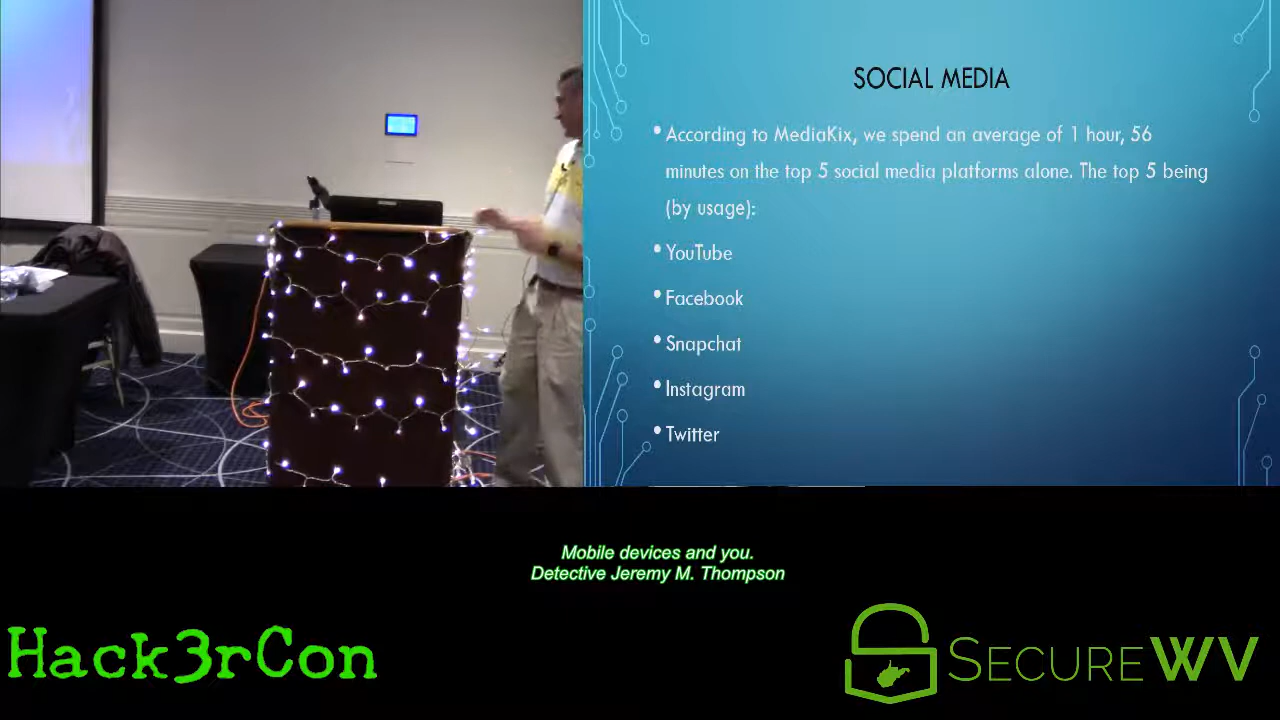 SOCIAL MEDIA
• According to MediaKix, we spend an average of 1 hour, 56
minutes on the top 5 social media platforms alone. The top 5 being
(by usage):
• YouTube
• Facebook
• Snapchat
• Instagram
• Twitter
Mobile devices and you.
Detective Jeremy M. Thompson
Hack3rCon
SECUREWV